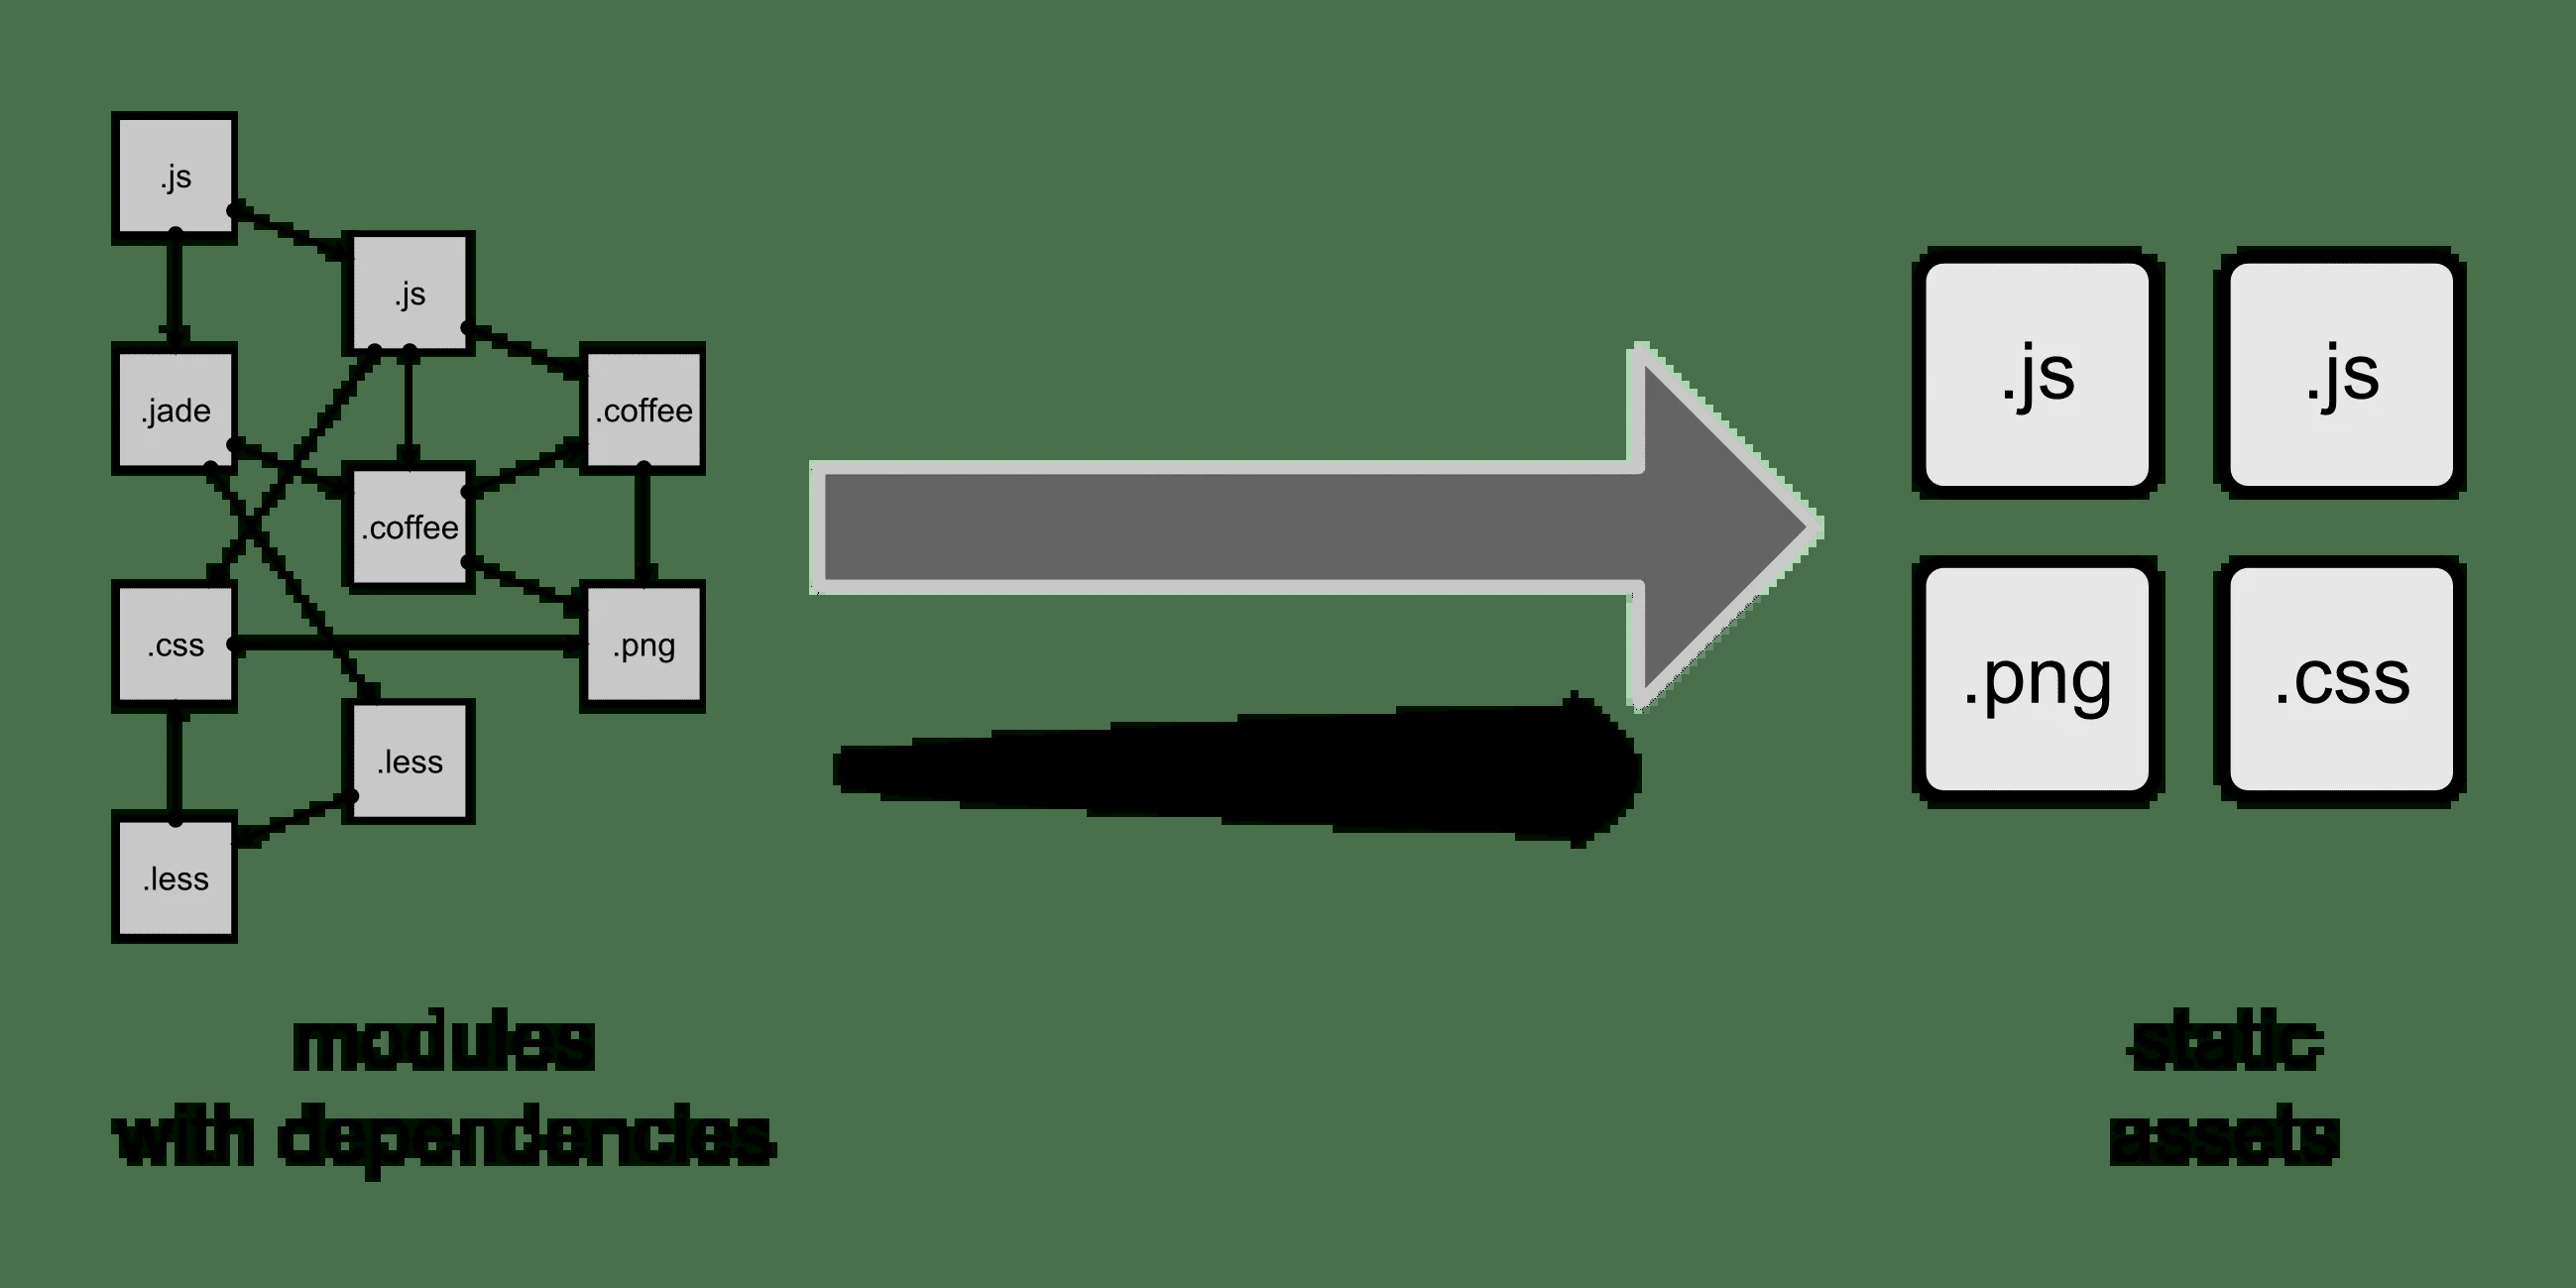 .js
.js
.jade
.coffee
.coffee
.css
.png
.less
.less
modules
with dependencies
.js
.js
.png
.css
static
assets